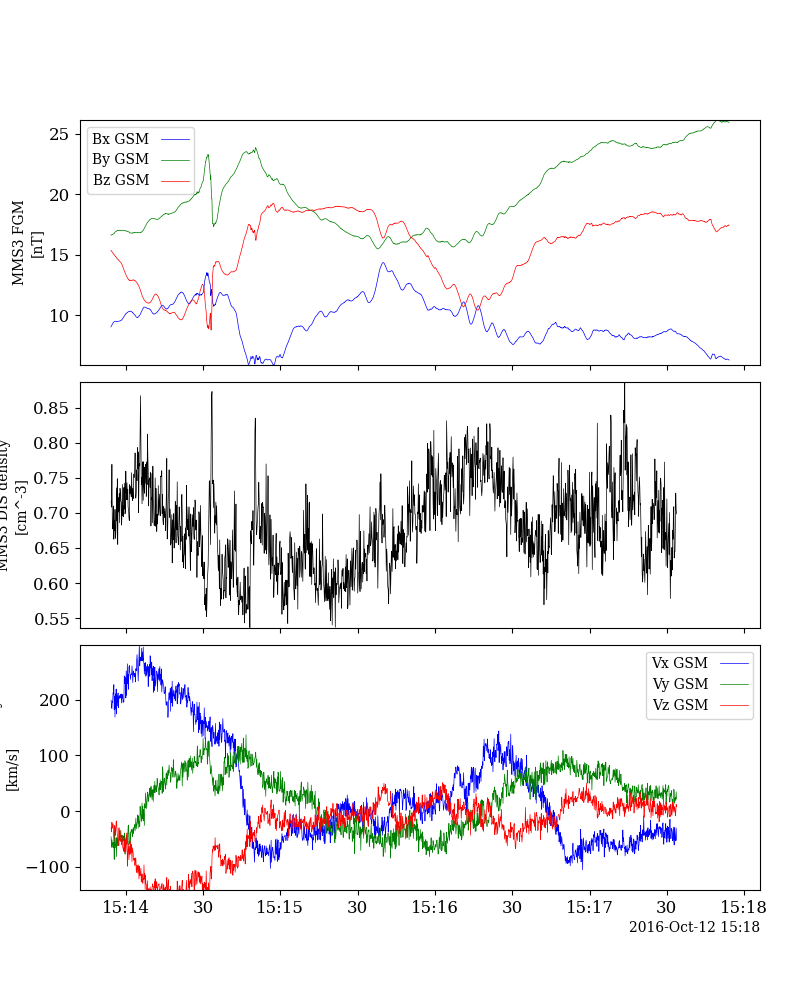 25
20
15
10
MMS3 FGM
[nT]
Bx GSM
By GSM
Bz GSM
0.85
0.80
0.75
0.70
0.65
0.60
0.55
MMS3 DIS density
[cm^-3]
200
100
0
−100
[km/s]
Vx GSM
Vy GSM
Vz GSM
15:14 30 15:15 30 15:16 30 15:17 30 15:18
2016-Oct-12 15:18